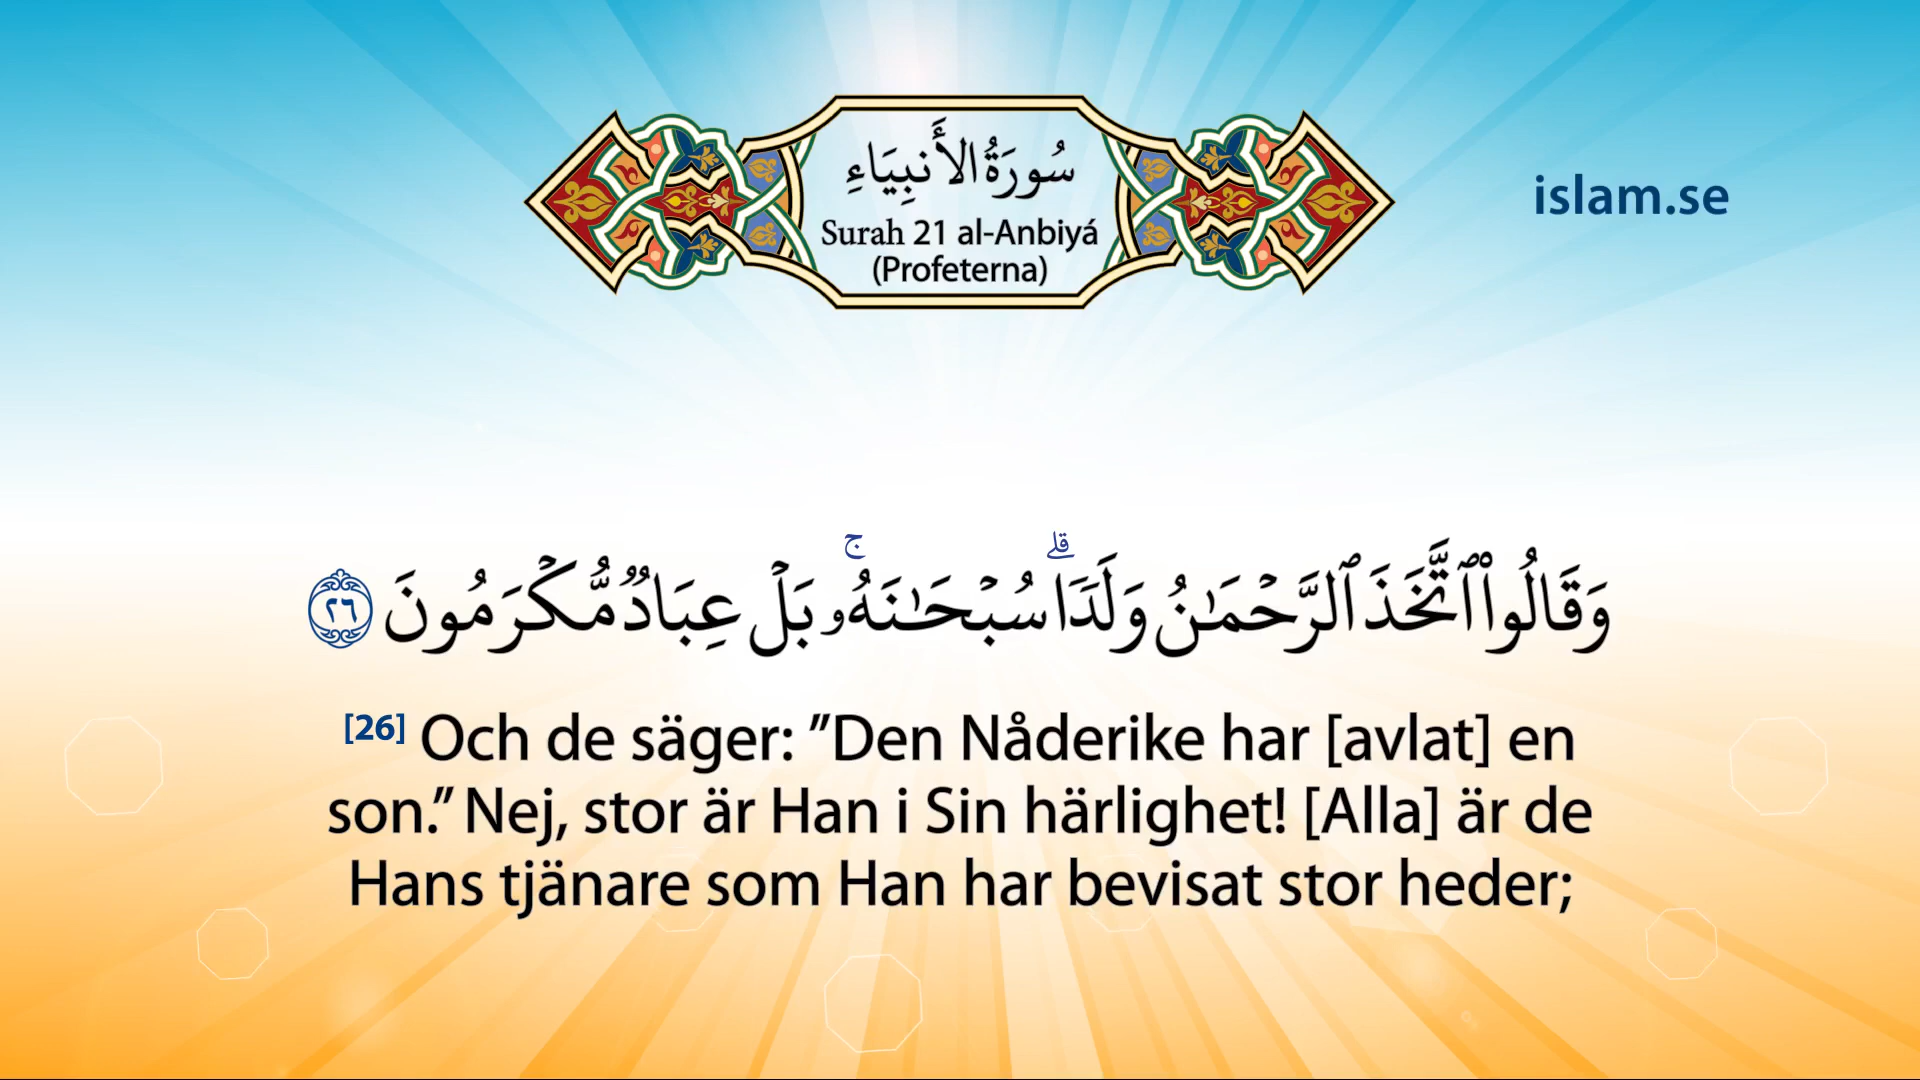 سُورَةُ الأَنبِيَاءِ
Surah 21 al-Anbiyá
(Profeterna)
islam.se
وَقَالُوا۟ ٱتَّخَذَ ٱلرَّحْمَـٰنُ وَلَدًۭا ۗ سُبْحَـٰنَهُۥ ۚ بَلْ عِبَادٌۭ مُّكْرَمُونَ ٢٦
[26] Och de säger: ”Den Nåderike har [avlat] en
son.” Nej, stor är Han i Sin härlighet! [Alla] är de
Hans tjänare som Han har bevisat stor heder;